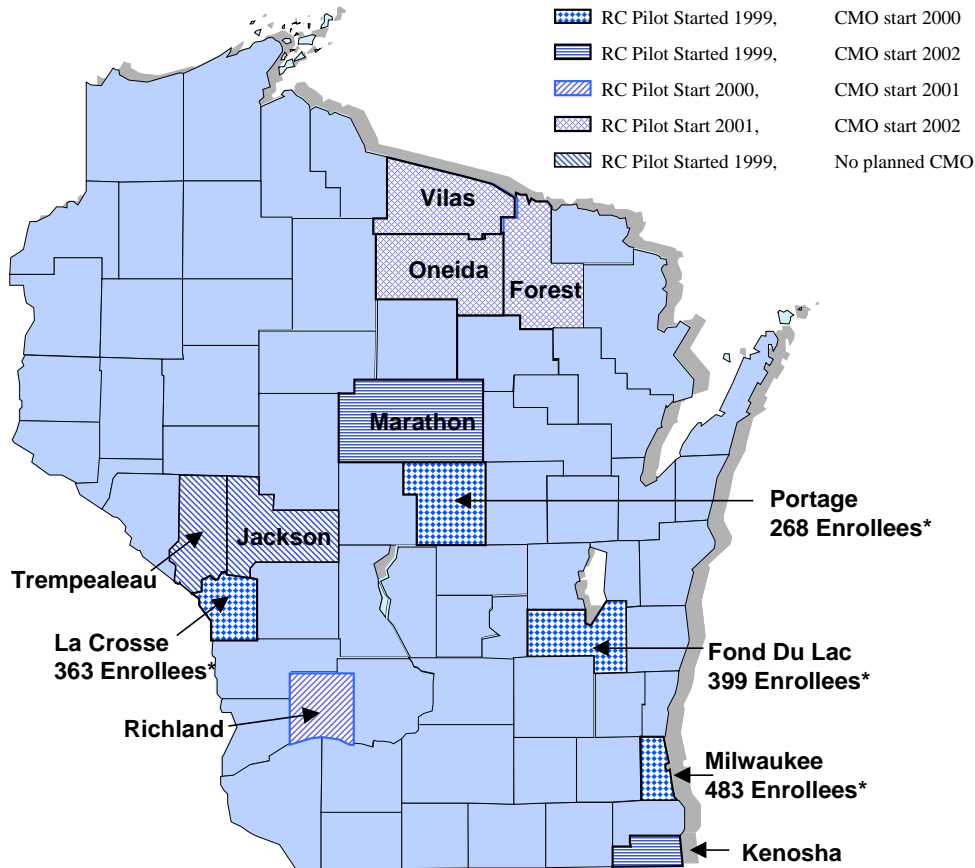 RC Pilot Started 1999, CMO start 2000
RC Pilot Started 1999, CMO start 2002
RC Pilot Start 2000, CMO start 2001
RC Pilot Start 2001, CMO start 2002
RC Pilot Started 1999, No planned CMO
Vilas
Oneida
Forest
Marathon
Portage
268 Enrollees*
Jackson
Trempealeau
La Crosse
363 Enrollees*
Fond Du Lac
399 Enrollees*
Richland
Milwaukee
483 Enrollees*
Kenosha